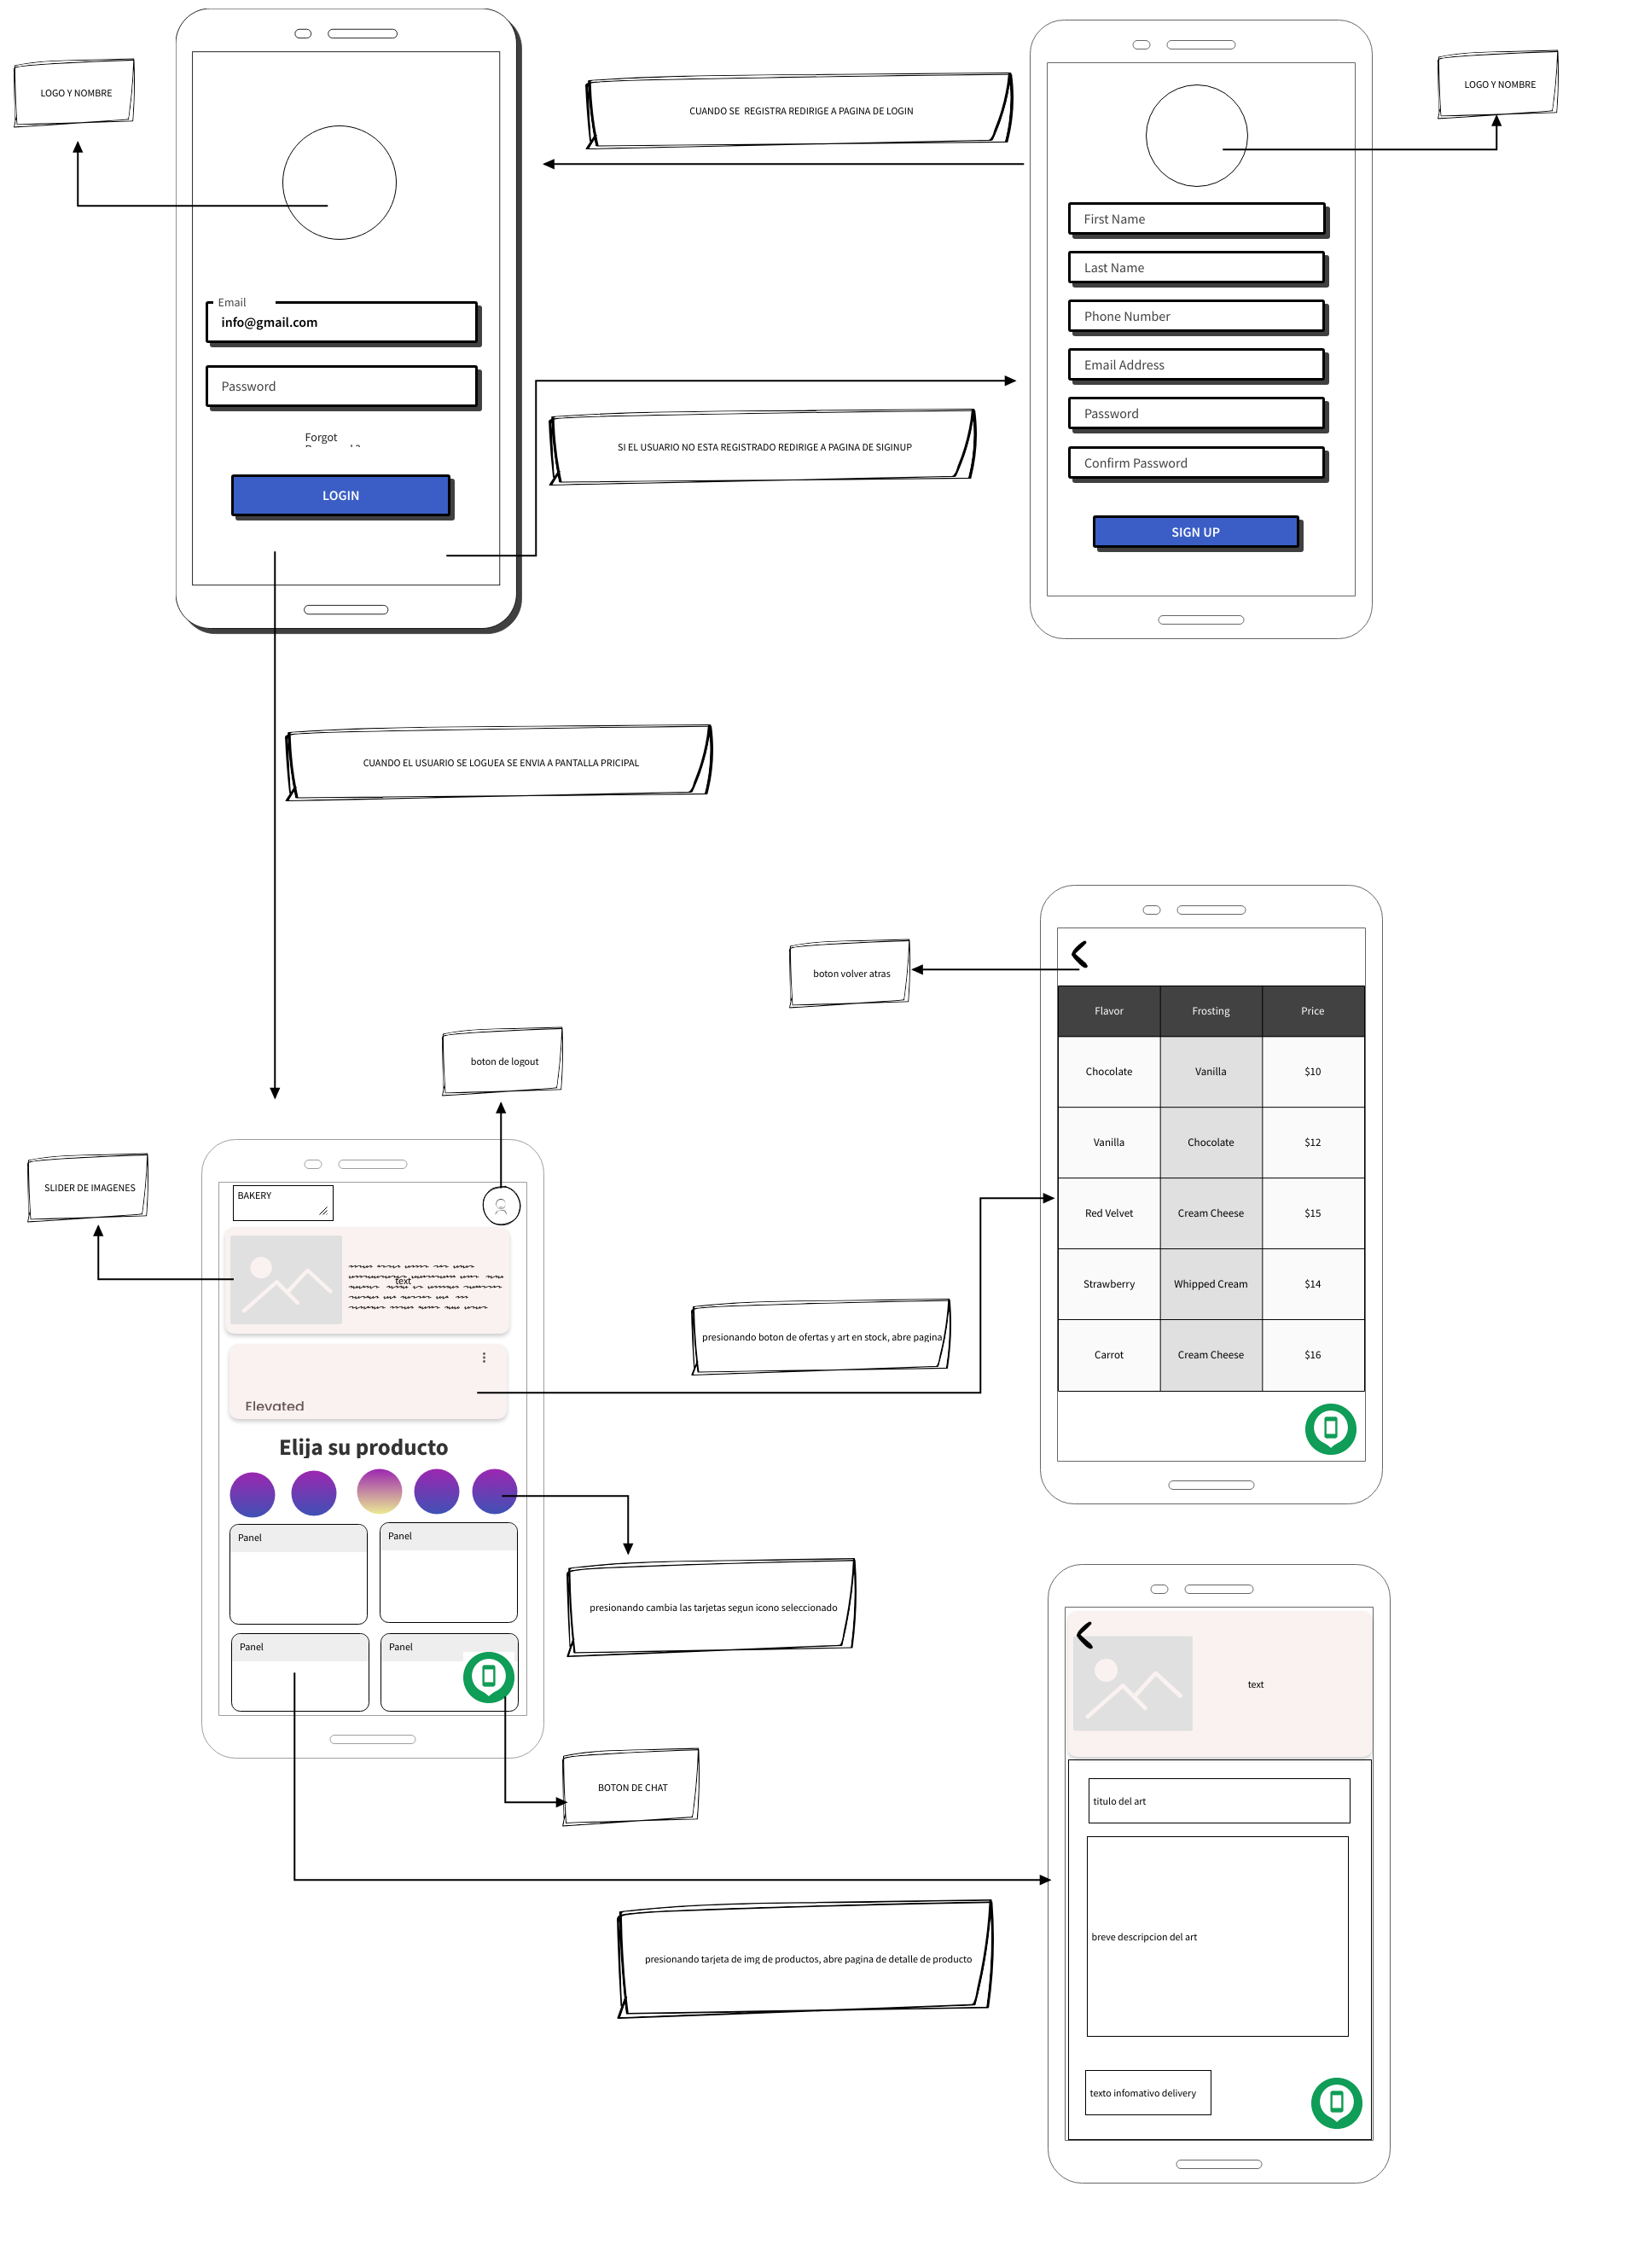 LOGO Y NOMBRE
CUANDO SE REGISTRA REDIRIGE A PAGINA DE LOGIN
LOGO Y NOMBRE
Email
info@gmail.com
Password
Forgot
LOGIN
First Name
Last Name
Phone Number
Email Address
Password
Confirm Password
SIGN UP
SI EL USUARIO NO ESTA REGISTRADO REDIRIGE A PAGINA DE SIGINUP
CUANDO EL USUARIO SE LOGUEA SE ENVIA A PANTALLA PRICIPAL
boton volver atras
Flavor Frosting Price
Chocolate Vanilla $10
Vanilla Chocolate $12
Red Velvet Cream Cheese $15
Strawberry Whipped Cream $14
Carrot Cream Cheese $16
boton de logout
SLIDER DE IMAGENES
BAKERY
text
Elevated
presionando boton de ofertas y art en stock, abre pagina
Elija su producto
Panel
Panel
Panel
Panel
presionando cambia las tarjetas segun icono seleccionado
BOTON DE CHAT
presionando tarjeta de img de productos, abre pagina de detalle de producto
text
titulo del art
breve descripcion del art
texto infomativo delivery